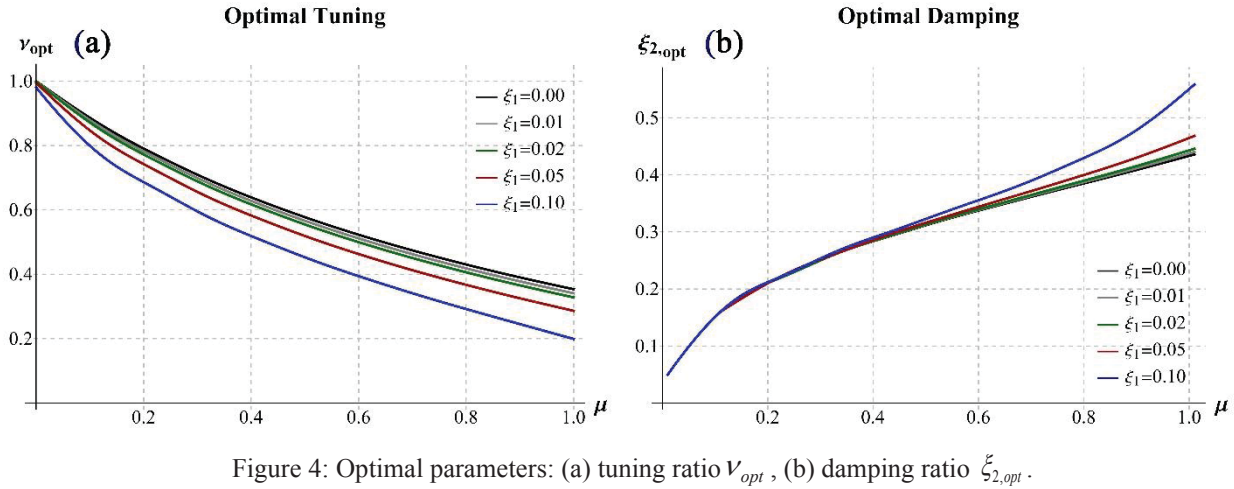 Optimal Tuning
ν_opt (a)
1.0
0.8
0.6
0.4
0.2
0.2 0.4 0.6 0.8 1.0 μ
ξ₁=0.00
ξ₁=0.01
ξ₁=0.02
ξ₁=0.05
ξ₁=0.10
Optimal Damping
ξ_2,opt (b)
0.5
0.4
0.3
0.2
0.1
0.2 0.4 0.6 0.8 1.0 μ
ξ₁=0.00
ξ₁=0.01
ξ₁=0.02
ξ₁=0.05
ξ₁=0.10
Figure 4: Optimal parameters: (a) tuning ratio ν_opt , (b) damping ratio ξ_2,opt .